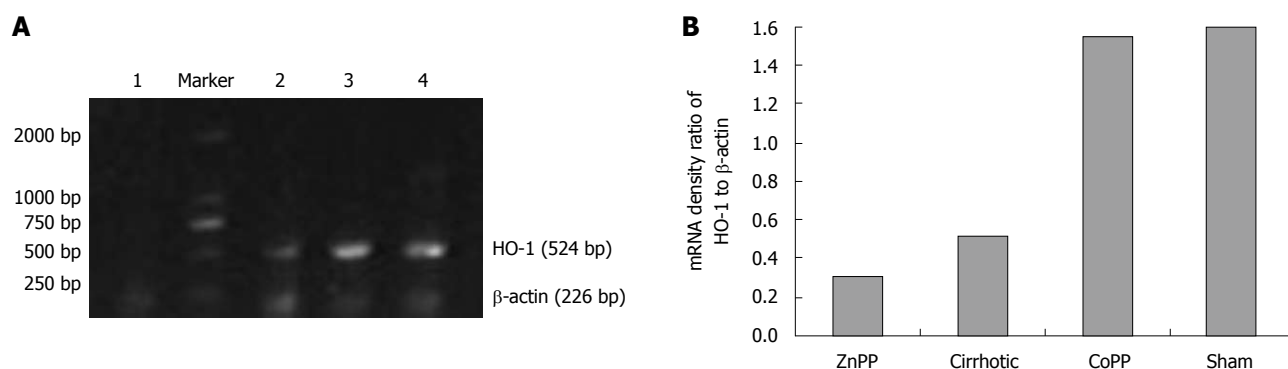 A
1 Marker 2 3 4
2000 bp
1000 bp
750 bp
500 bp
250 bp
HO-1 (524 bp)
β-actin (226 bp)
B
mRNA density ratio of
HO-1 to β-actin
1.6
1.4
1.2
1.0
0.8
0.6
0.4
0.2
0.0
ZnPP Cirrhotic CoPP Sham